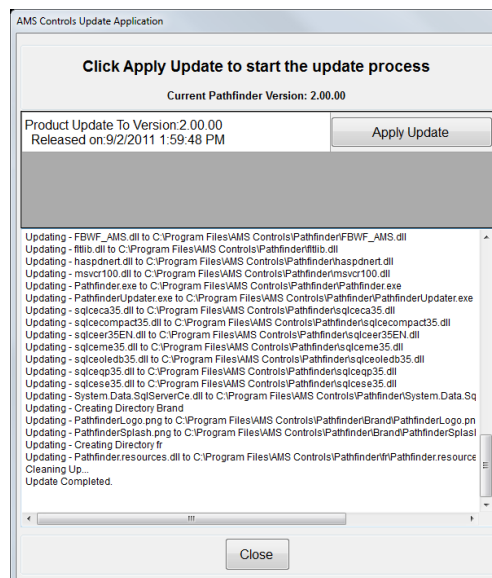 AMS Controls Update Application
Click Apply Update to start the update process
Current Pathfinder Version: 2.00.00
Product Update To Version:2.00.00
Released on:9/2/2011 1:59:48 PM
Apply Update
Updating - FBWF_AMS.dll to C:\Program Files\AMS Controls\Pathfinder\FBWF_AMS.dll
Updating - fltlib.dll to C:\Program Files\AMS Controls\Pathfinder\fltlib.dll
Updating - haspdnert.dll to C:\Program Files\AMS Controls\Pathfinder\haspdnert.dll
Updating - msvcr100.dll to C:\Program Files\AMS Controls\Pathfinder\msvcr100.dll
Updating - Pathfinder.exe to C:\Program Files\AMS Controls\Pathfinder\Pathfinder.exe
Updating - PathfinderUpdater.exe to C:\Program Files\AMS Controls\Pathfinder\PathfinderUpdater.exe
Updating - sqlceca35.dll to C:\Program Files\AMS Controls\Pathfinder\sqlceca35.dll
Updating - sqlcecompact35.dll to C:\Program Files\AMS Controls\Pathfinder\sqlcecompact35.dll
Updating - sqlceer35EN.dll to C:\Program Files\AMS Controls\Pathfinder\sqlceer35EN.dll
Updating - sqlceme35.dll to C:\Program Files\AMS Controls\Pathfinder\sqlceme35.dll
Updating - sqlceoledb35.dll to C:\Program Files\AMS Controls\Pathfinder\sqlceoledb35.dll
Updating - sqlceqp35.dll to C:\Program Files\AMS Controls\Pathfinder\sqlceqp35.dll
Updating - sqlcese35.dll to C:\Program Files\AMS Controls\Pathfinder\sqlcese35.dll
Updating - System.Data.SqlServerCe.dll to C:\Program Files\AMS Controls\Pathfinder\System.Data.Sq
Updating - Creating Directory Brand
Updating - PathfinderLogo.png to C:\Program Files\AMS Controls\Pathfinder\Brand\PathfinderLogo.pn
Updating - PathfinderSplash.png to C:\Program Files\AMS Controls\Pathfinder\Brand\PathfinderSplas
Updating - Creating Directory fr
Updating - Pathfinder.resources.dll to C:\Program Files\AMS Controls\Pathfinder\fr\Pathfinder.resource
Cleaning Up...
Update Completed.
Close